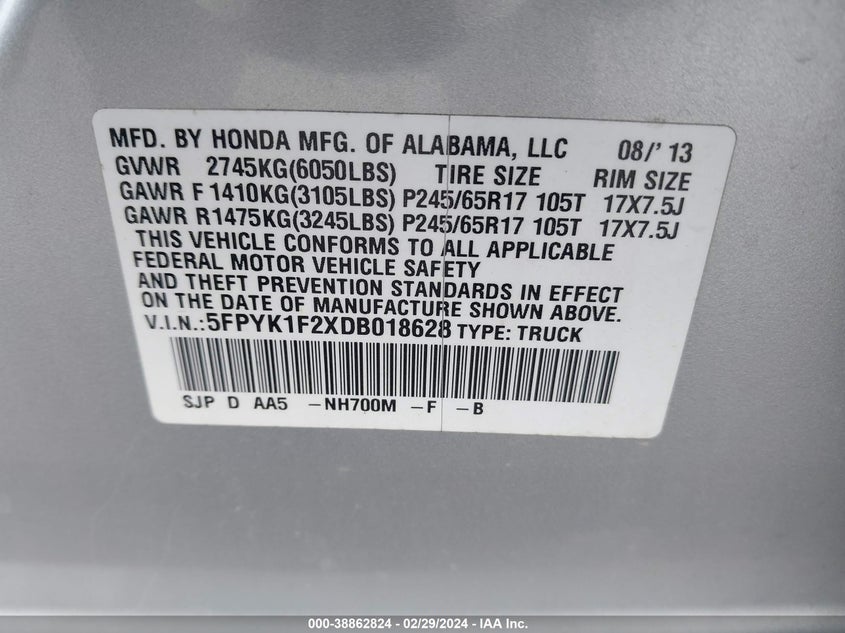 MFD. BY HONDA MFG. OF ALABAMA, LLC 08/' 13
GVWR 2745KG(6050LBS) TIRE SIZE RIM SIZE
GAWR F 1410KG(3105LBS) P245/65R17 105T 17X7.5J
GAWR R1475KG(3245LBS) P245/65R17 105T 17X7.5J
THIS VEHICLE CONFORMS TO ALL APPLICABLE
FEDERAL MOTOR VEHICLE SAFETY
AND THEFT PREVENTION STANDARDS IN EFFECT
ON THE DATE OF MANUFACTURE SHOWN ABOVE.
V.I.N.:5FPYK1F2XDB018628 TYPE: TRUCK
SJP D AA5 -NH700M -F -B
000-38862824 - 02/29/2024 - IAA Inc.